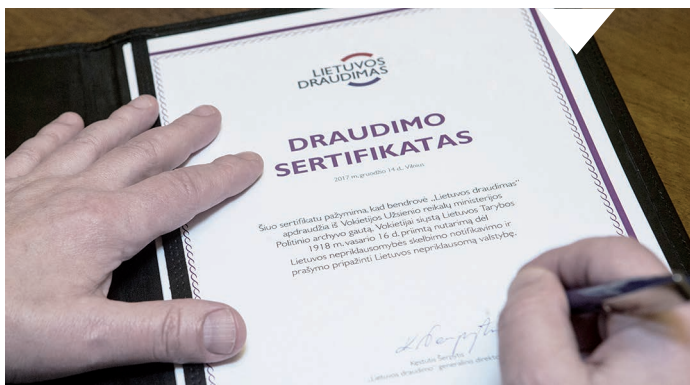 LIETUVOS
DRAUDIMAS
DRAUDIMO
SERTIFIKATAS
2017 m. gruodžio 14 d., Vilnius
Šiuo sertifikatu pažymima, kad bendrovė „Lietuvos draudimas“
apdraudžia iš Vokietijos Užsienio reikalų ministerijos
Politinio archyvo gautą, Vokietijai siųstą Lietuvos Tarybos
1918 m. vasario 16 d. priimtą nutarimą dėl
Lietuvos nepriklausomybės skelbimo notifikavimo ir
prašymo pripažinti Lietuvos nepriklausomą valstybę.
Kęstutis Šerpytis
„Lietuvos draudimo“ generalinis